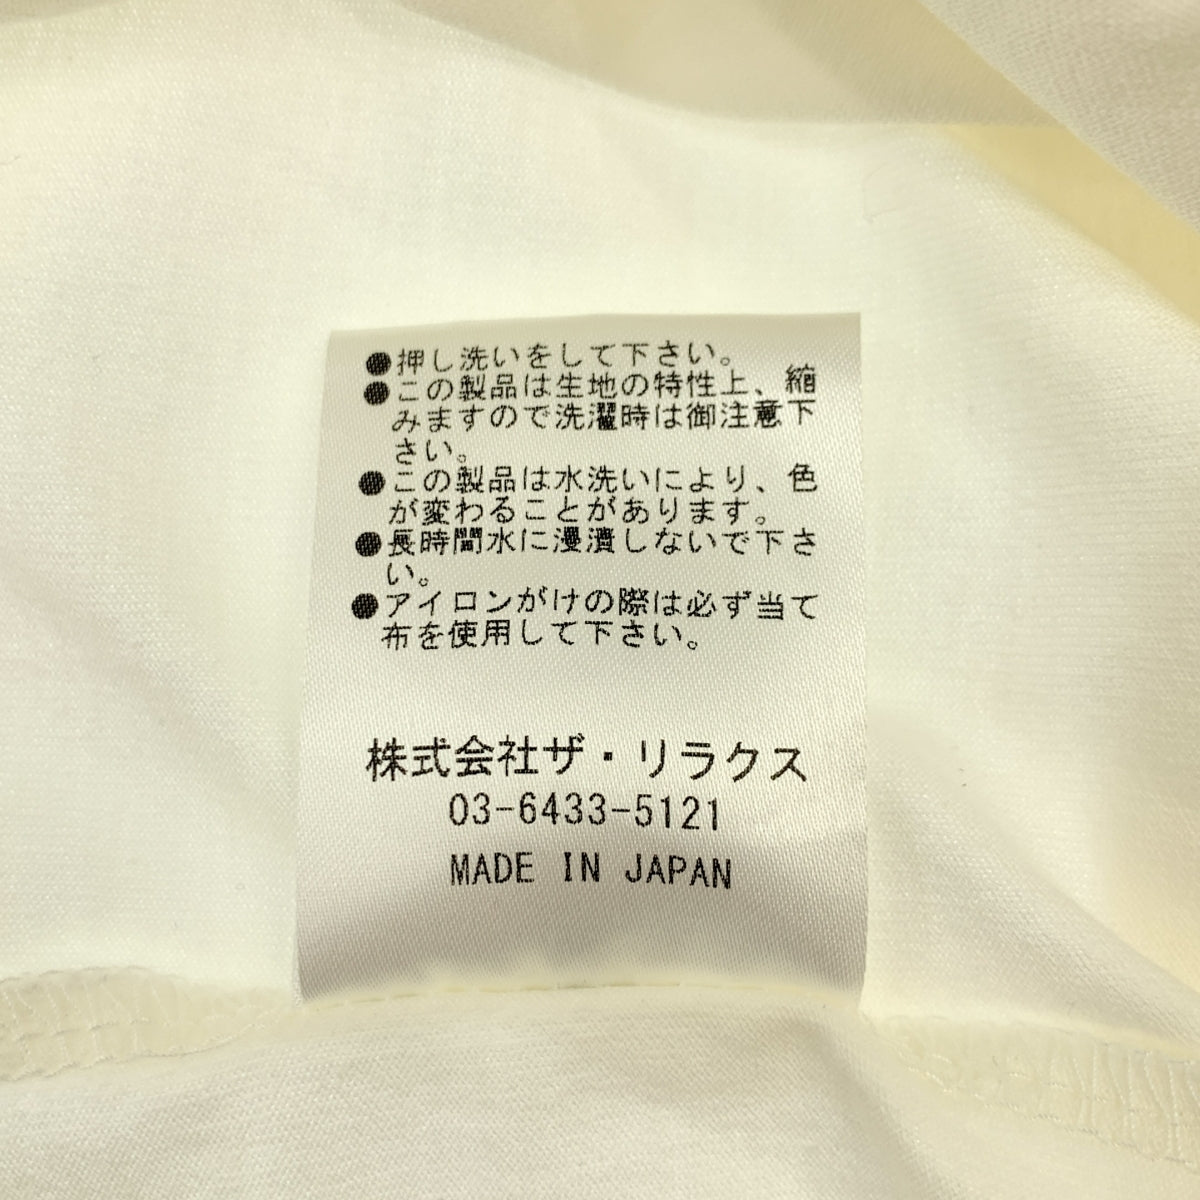 ●押し洗いをして下さい。
●この製品は生地の特性上、縮
みますので洗濯時は御注意下
さい。
●この製品は水洗いにより、色
が変わることがあります。
●長時間水に浸漬しないで下さ
い。
●アイロンがけの際は必ず当て
布を使用して下さい。
株式会社ザ・リラクス
03-6433-5121
MADE IN JAPAN